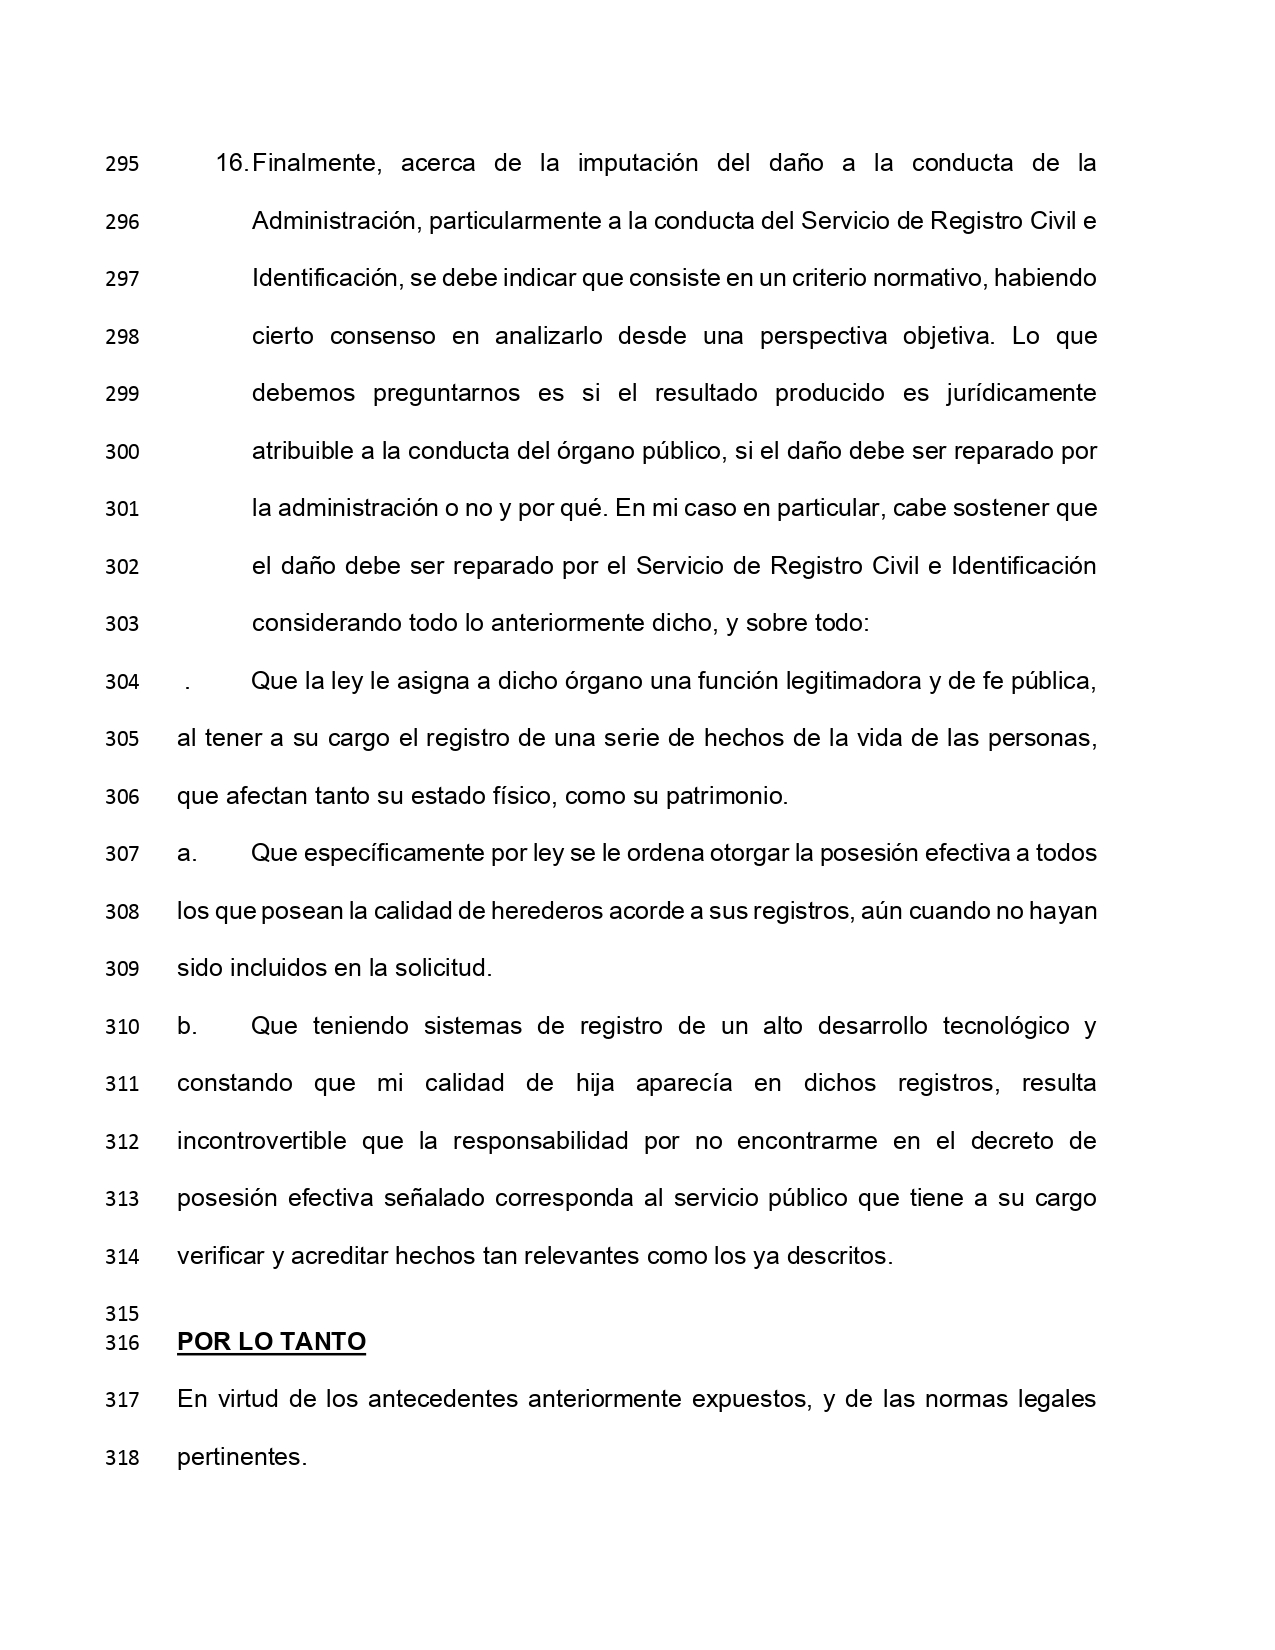 295 16.Finalmente, acerca de la imputación del daño a la conducta de la
296 Administración, particularmente a la conducta del Servicio de Registro Civil e
297 Identificación, se debe indicar que consiste en un criterio normativo, habiendo
298 cierto consenso en analizarlo desde una perspectiva objetiva. Lo que
299 debemos preguntarnos es si el resultado producido es jurídicamente
300 atribuible a la conducta del órgano público, si el daño debe ser reparado por
301 la administración o no y por qué. En mi caso en particular, cabe sostener que
302 el daño debe ser reparado por el Servicio de Registro Civil e Identificación
303 considerando todo lo anteriormente dicho, y sobre todo:
304 . Que la ley le asigna a dicho órgano una función legitimadora y de fe pública,
305 al tener a su cargo el registro de una serie de hechos de la vida de las personas,
306 que afectan tanto su estado físico, como su patrimonio.
307 a. Que específicamente por ley se le ordena otorgar la posesión efectiva a todos
308 los que posean la calidad de herederos acorde a sus registros, aún cuando no hayan
309 sido incluidos en la solicitud.
310 b. Que teniendo sistemas de registro de un alto desarrollo tecnológico y
311 constando que mi calidad de hija aparecía en dichos registros, resulta
312 incontrovertible que la responsabilidad por no encontrarme en el decreto de
313 posesión efectiva señalado corresponda al servicio público que tiene a su cargo
314 verificar y acreditar hechos tan relevantes como los ya descritos.
315
316 POR LO TANTO
317 En virtud de los antecedentes anteriormente expuestos, y de las normas legales
318 pertinentes.